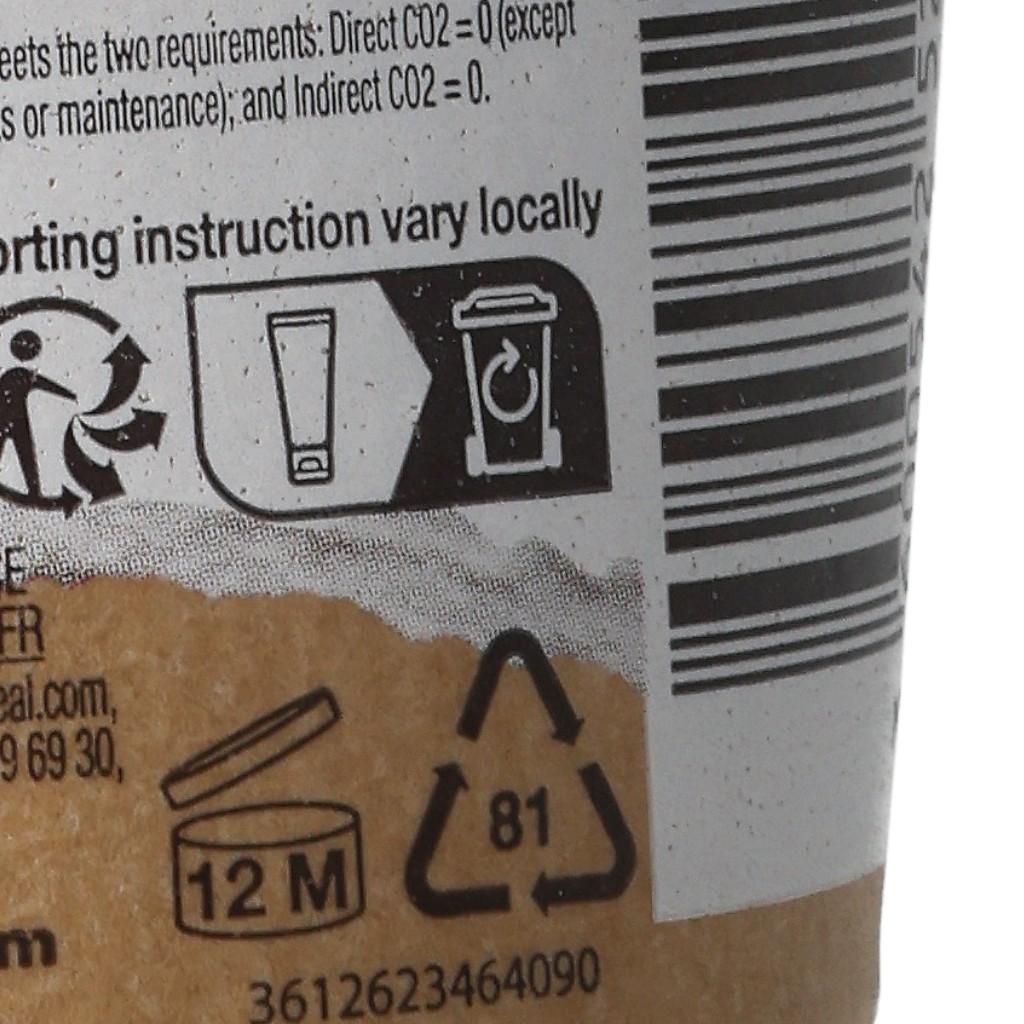 eets the two requirements: Direct CO2 = 0 (except
s or maintenance); and Indirect CO2 = 0.
orting instruction vary locally
E
FR
eal.com,
9 69 30,
12 M
81
m
3612623464090